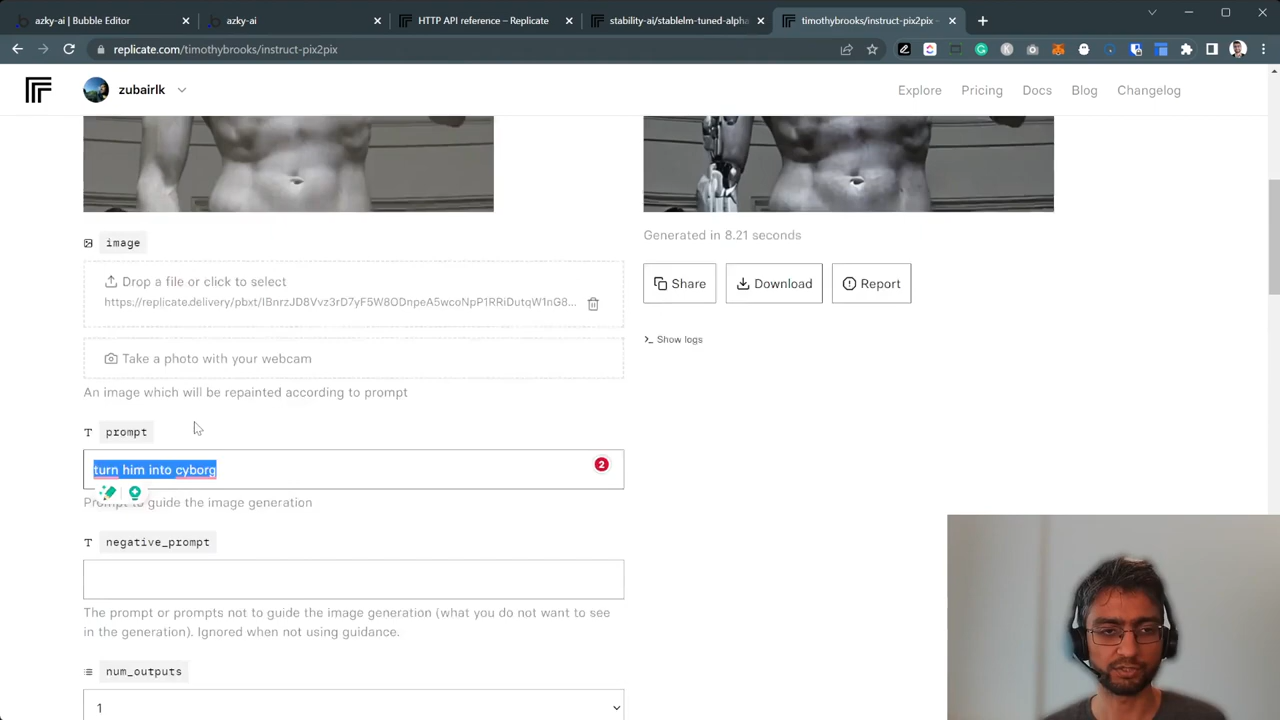 azky-ai | Bubble Editor
azky-ai
HTTP API reference – Replicate
stability-ai/stablelm-tuned-alpha
timothybrooks/instruct-pix2pix -
replicate.com/timothybrooks/instruct-pix2pix
zubairlk
Explore
Pricing
Docs
Blog
Changelog
image
Drop a file or click to select
https://replicate.delivery/pbxt/IBnrzJD8Vvz3rD7yF5W8ODnpeA5wcoNpP1RRiDutqW1nG8...
Take a photo with your webcam
An image which will be repainted according to prompt
T prompt
turn him into cyborg
2
Prompt to guide the image generation
T negative_prompt
The prompt or prompts not to guide the image generation (what you do not want to see
in the generation). Ignored when not using guidance.
num_outputs
1
Generated in 8.21 seconds
Share
Download
Report
>_ Show logs